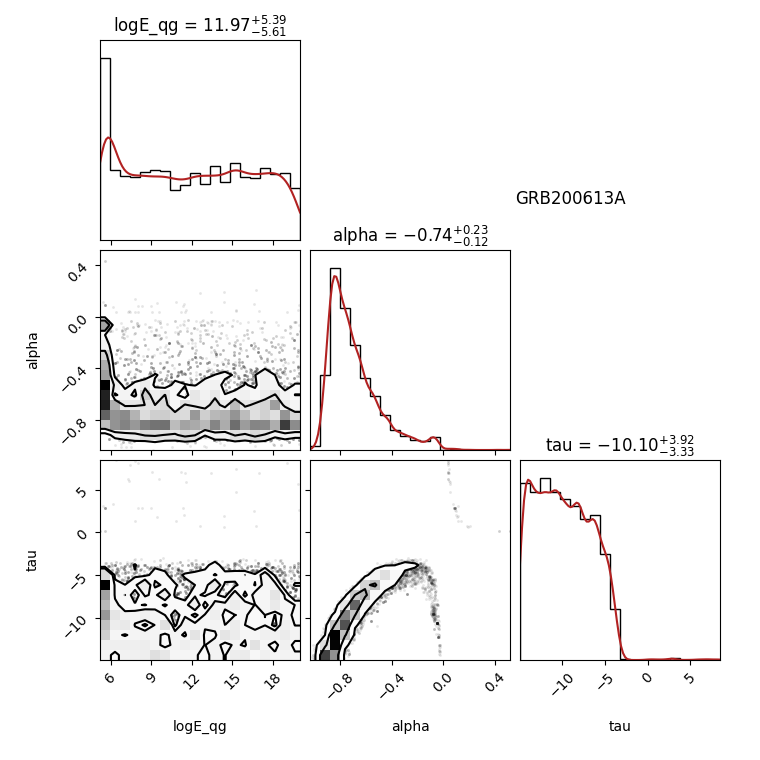 logE_qg = 11.97+5.39−5.61
GRB200613A
alpha = −0.74+0.23−0.12
0.4
0.0
−0.4
−0.8
alpha
tau = −10.10+3.92−3.33
5
0
−5
−10
tau
6 9 12 15 18
−0.8 −0.4 0.0 0.4
−10 −5 0 5
logE_qg alpha tau